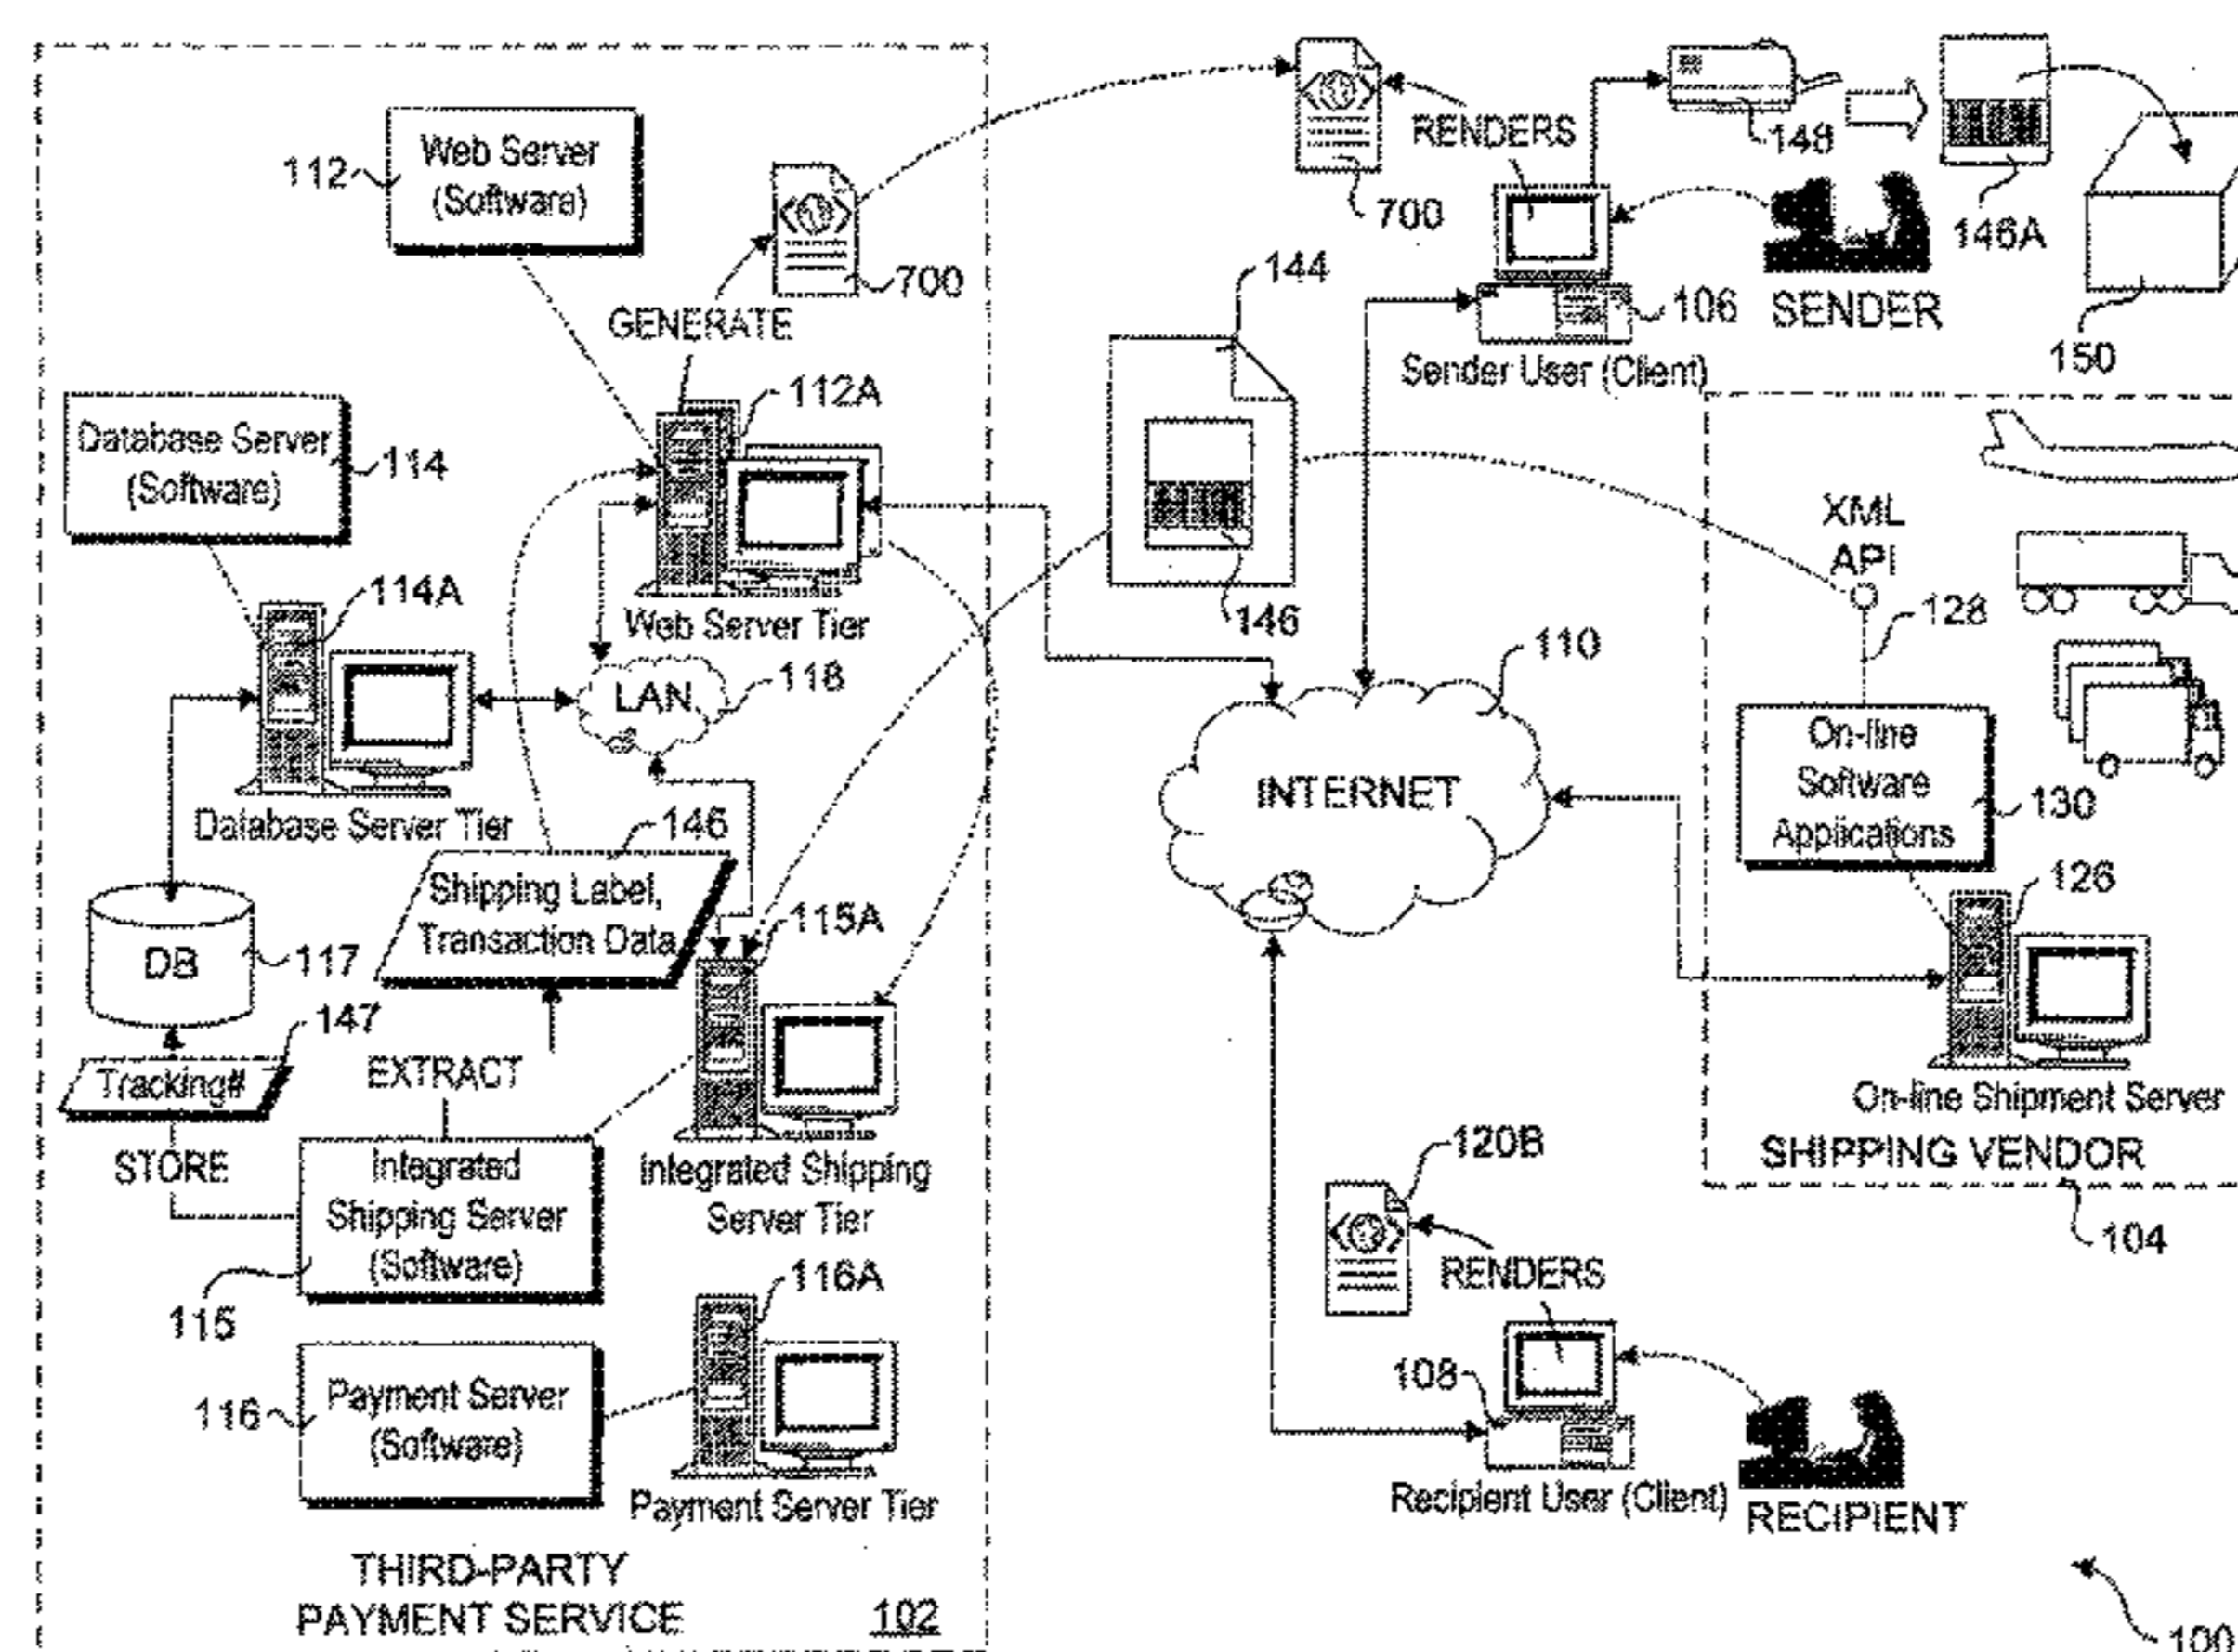 112
Web Server
(Software)
700
GENERATE
112A
Database Server
(Software)
114
114A
Web Server Tier
LAN
118
Database Server Tier
146
Shipping Label,
Transaction Data
115A
DB
117
147
Tracking#
EXTRACT
STORE
Integrated
Shipping Server
(Software)
115
Integrated Shipping
Server Tier
116A
Payment Server
(Software)
116
Payment Server Tier
THIRD-PARTY
PAYMENT SERVICE
102
RENDERS
700
148
146A
150
144
106
SENDER
Sender User (Client)
146
110
INTERNET
XML
API
128
On-line
Software
Applications
130
126
On-line Shipment Server
SHIPPING VENDOR
104
120B
RENDERS
108
Recipient User (Client)
RECIPIENT
100